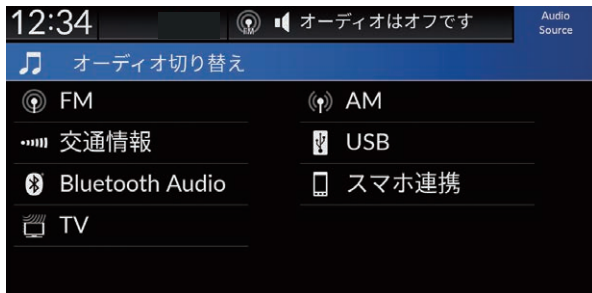 12:34
FM
オーディオはオフです
Audio
Source
オーディオ切り替え
FM
AM
交通情報
USB
Bluetooth Audio
スマホ連携
TV